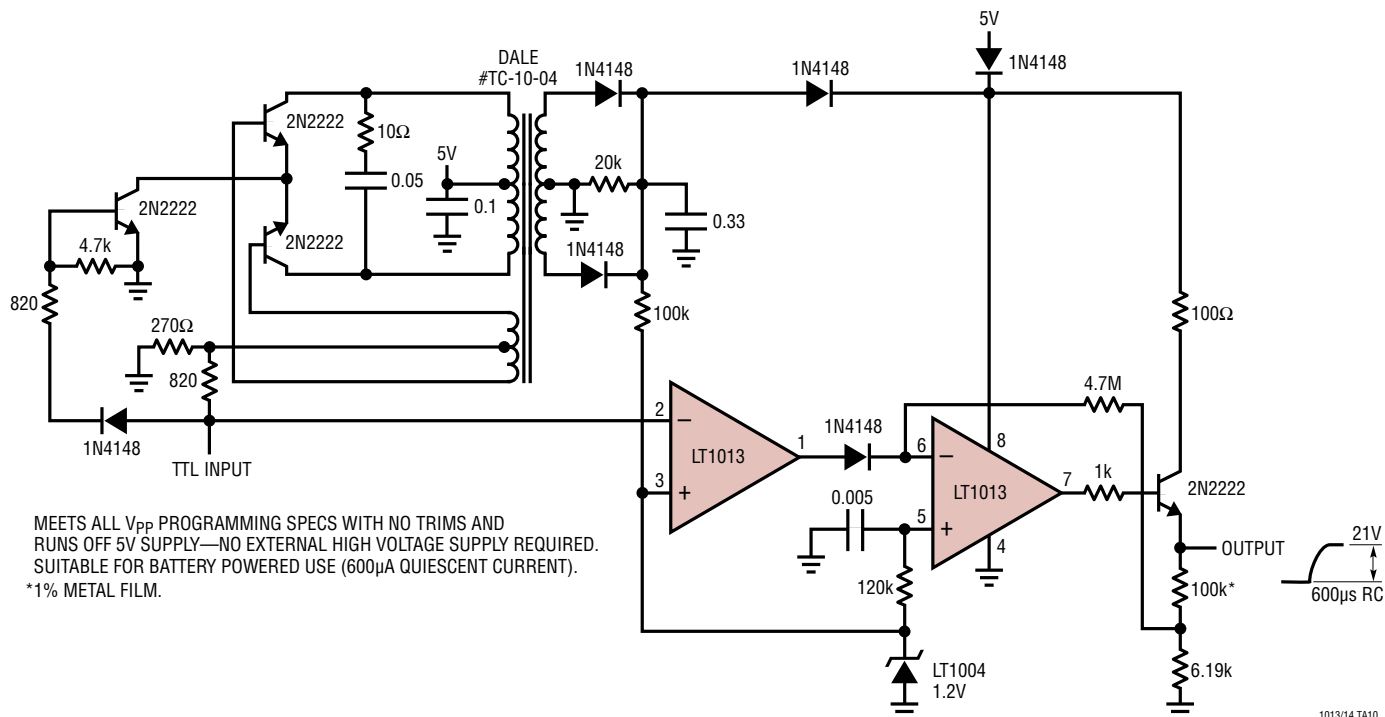 5V
1N4148
DALE
#TC-10-04
1N4148
1N4148
2N2222
10Ω
5V
20k
0.05
0.1
0.33
2N2222
2N2222
4.7k
1N4148
820
100k
100Ω
270Ω
820
4.7M
2
1
1N4148
6
8
1N4148
LT1013
TTL INPUT
3
LT1013
7
1k
2N2222
0.005
5
4
OUTPUT
21V
600µs RC
120k
100k*
LT1004
1.2V
6.19k
MEETS ALL VPP PROGRAMMING SPECS WITH NO TRIMS AND
RUNS OFF 5V SUPPLY—NO EXTERNAL HIGH VOLTAGE SUPPLY REQUIRED.
SUITABLE FOR BATTERY POWERED USE (600µA QUIESCENT CURRENT).
*1% METAL FILM.
1013/14 TA10